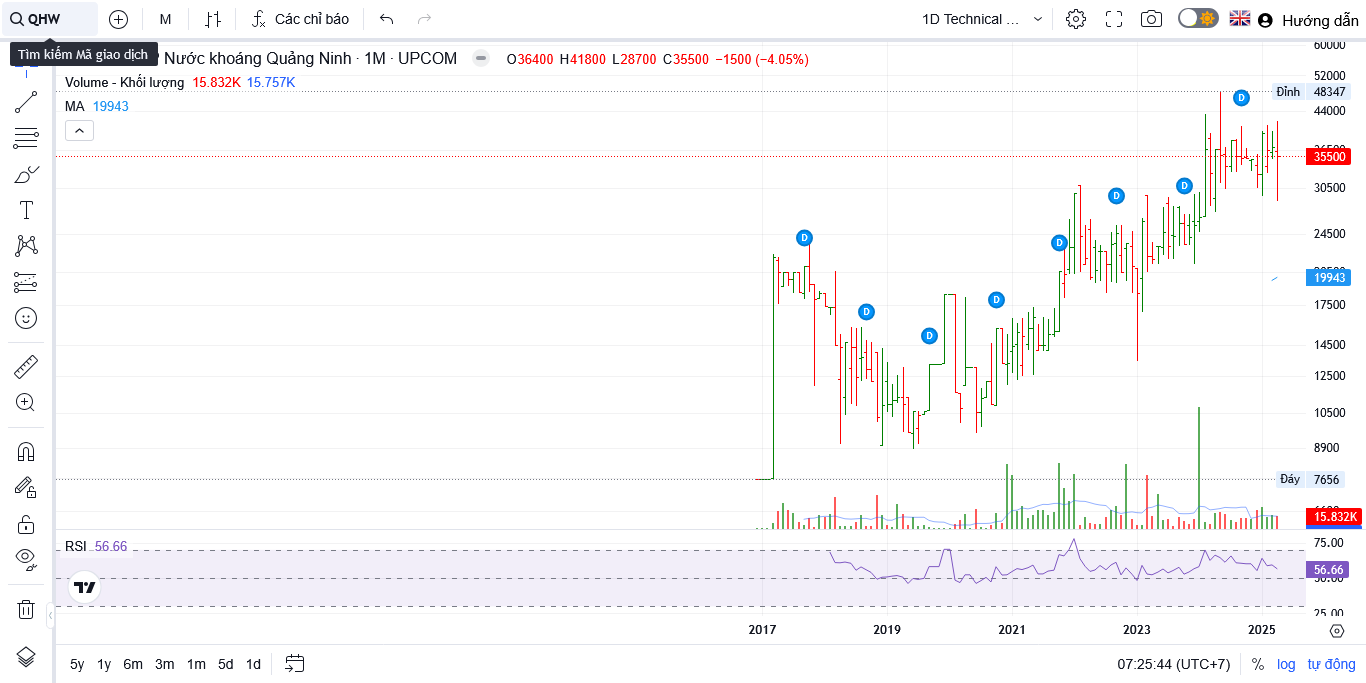 QHW
M
Các chỉ báo
1D Technical ...
Hướng dẫn
Tìm kiếm Mã giao dịch
Nước khoáng Quảng Ninh · 1M · UPCOM
O36400 H41800 L28700 C35500 −1500 (−4.05%)
Volume - Khối lượng 15.832K 15.757K
MA 19943
60000
52000
Đỉnh 48347
44000
35500
30500
24500
19943
17500
14500
12500
10500
8900
Đáy 7656
15.832K
D
D
D
D
D
D
D
D
RSI 56.66
75.00
56.66
50.00
25.00
2017 2019 2021 2023 2025
5y 1y 6m 3m 1m 5d 1d
07:25:44 (UTC+7) % log tự động